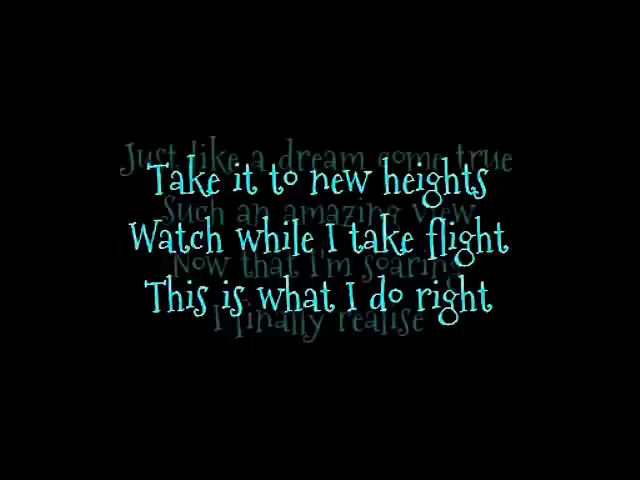 Just like a dream come true
Take it to new heights
Such an amazing view
Watch while I take flight
Now that I'm soaring
This is what I do right
I finally realise